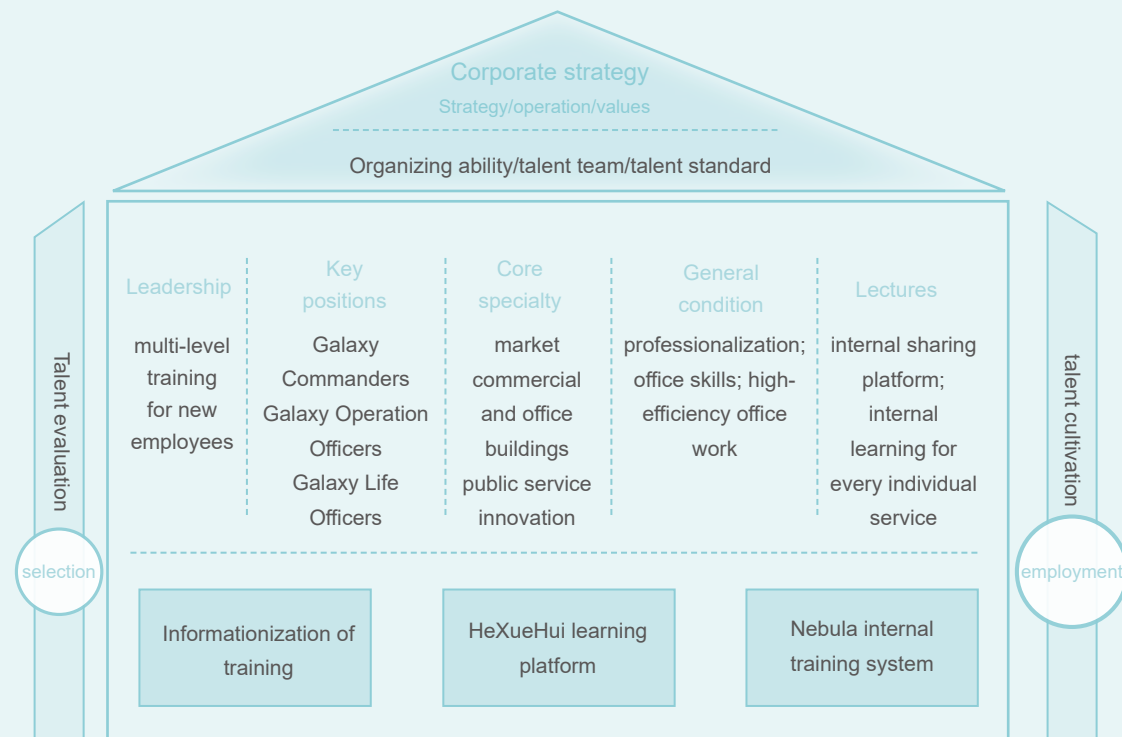 Corporate strategy
Strategy/operation/values
Organizing ability/talent team/talent standard
Talent evaluation
selection
Leadership
multi-level
training
for new
employees
Key
positions
Galaxy
Commanders
Galaxy Operation
Officers
Galaxy Life
Officers
Core
specialty
market
commercial
and office
buildings
public service
innovation
General
condition
professionalization;
office skills; high-
efficiency office
work
Lectures
internal sharing
platform;
internal
learning for
every individual
service
talent cultivation
employment
Informationization of
training
HeXueHui learning
platform
Nebula internal
training system